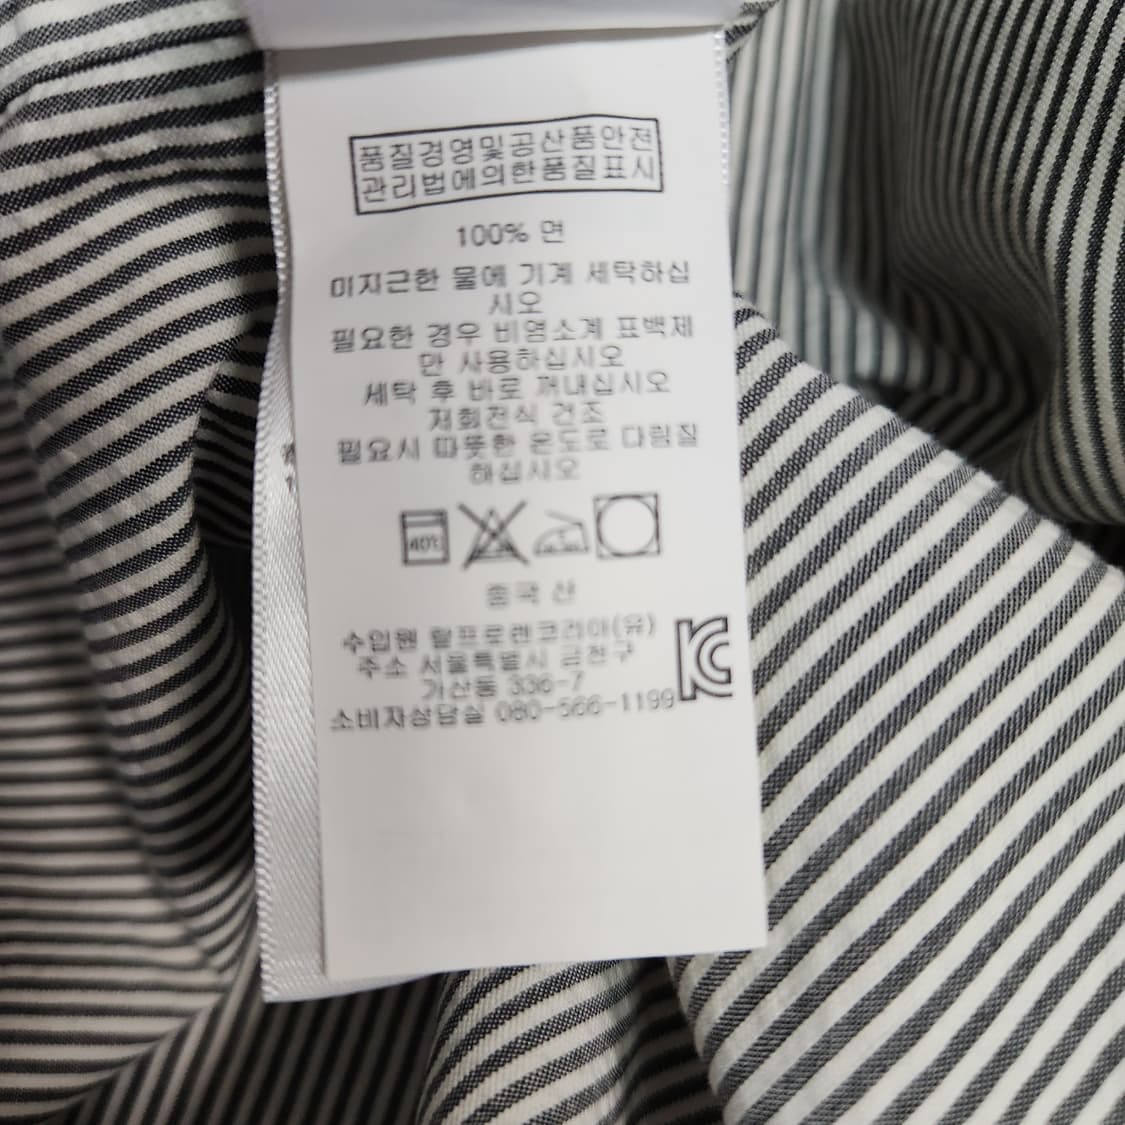 품질경영및공산품안전
관리법에의한품질표시
100% 면
미지근한 물에 기계 세탁하십
시오
필요한 경우 비염소계 표백제
만 사용하십시오
세탁 후 바로 꺼내십시오
저회전식 건조
필요시 따뜻한 온도로 다림질
하십시오
40℃
중국 산
수입원 랄프로렌코리아(유)
주소 서울특별시 금천구
가산동 336-7
소비자상담실 080-566-1199